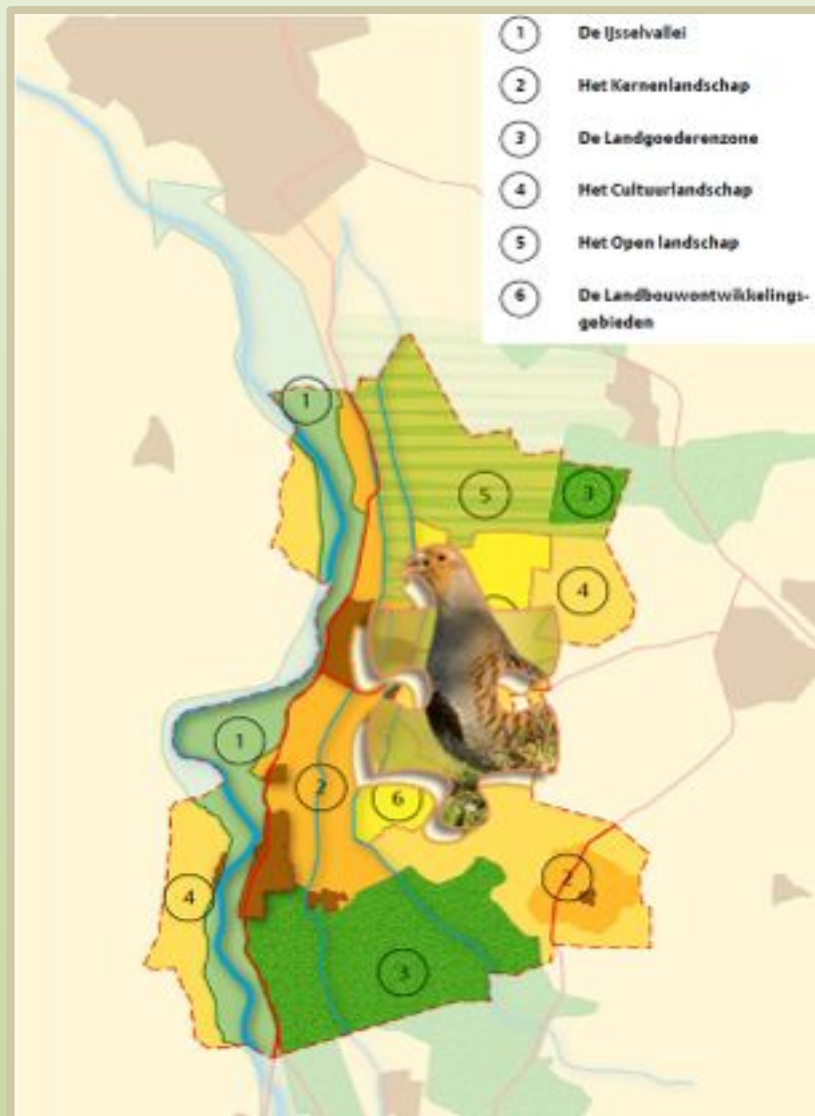 1 De IJsselvallei
2 Het Kernenlandschap
3 De Landgoederenzone
4 Het Cultuurlandschap
5 Het Open landschap
6 De Landbouwontwikkelings-
gebieden
1
5
3
4
1
2
6
4
2
3